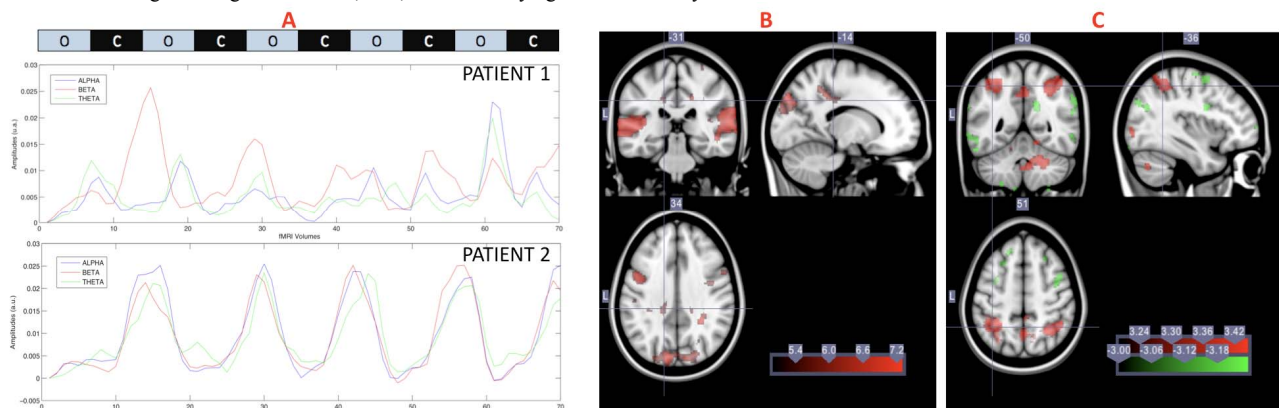 A
B
C
O C O C O C O C O C
PATIENT 1
0.03
0.025
0.02
0.015
0.01
0.005
0
Amplitudes (u.a.)
ALPHA
BETA
THETA
0 10 20 30 40 50 60 70
fMRI Volumes
PATIENT 2
0.03
0.025
0.02
0.015
0.01
0.005
0
-0.005
Amplitudes (a.u.)
ALPHA
BETA
THETA
0 10 20 30 40 50 60 70
-31
-14
L
34
L
5.4 6.0 6.6 7.2
-50
-36
L
51
L
3.24 3.30 3.36 3.42
-3.00 -3.06 -3.12 -3.18